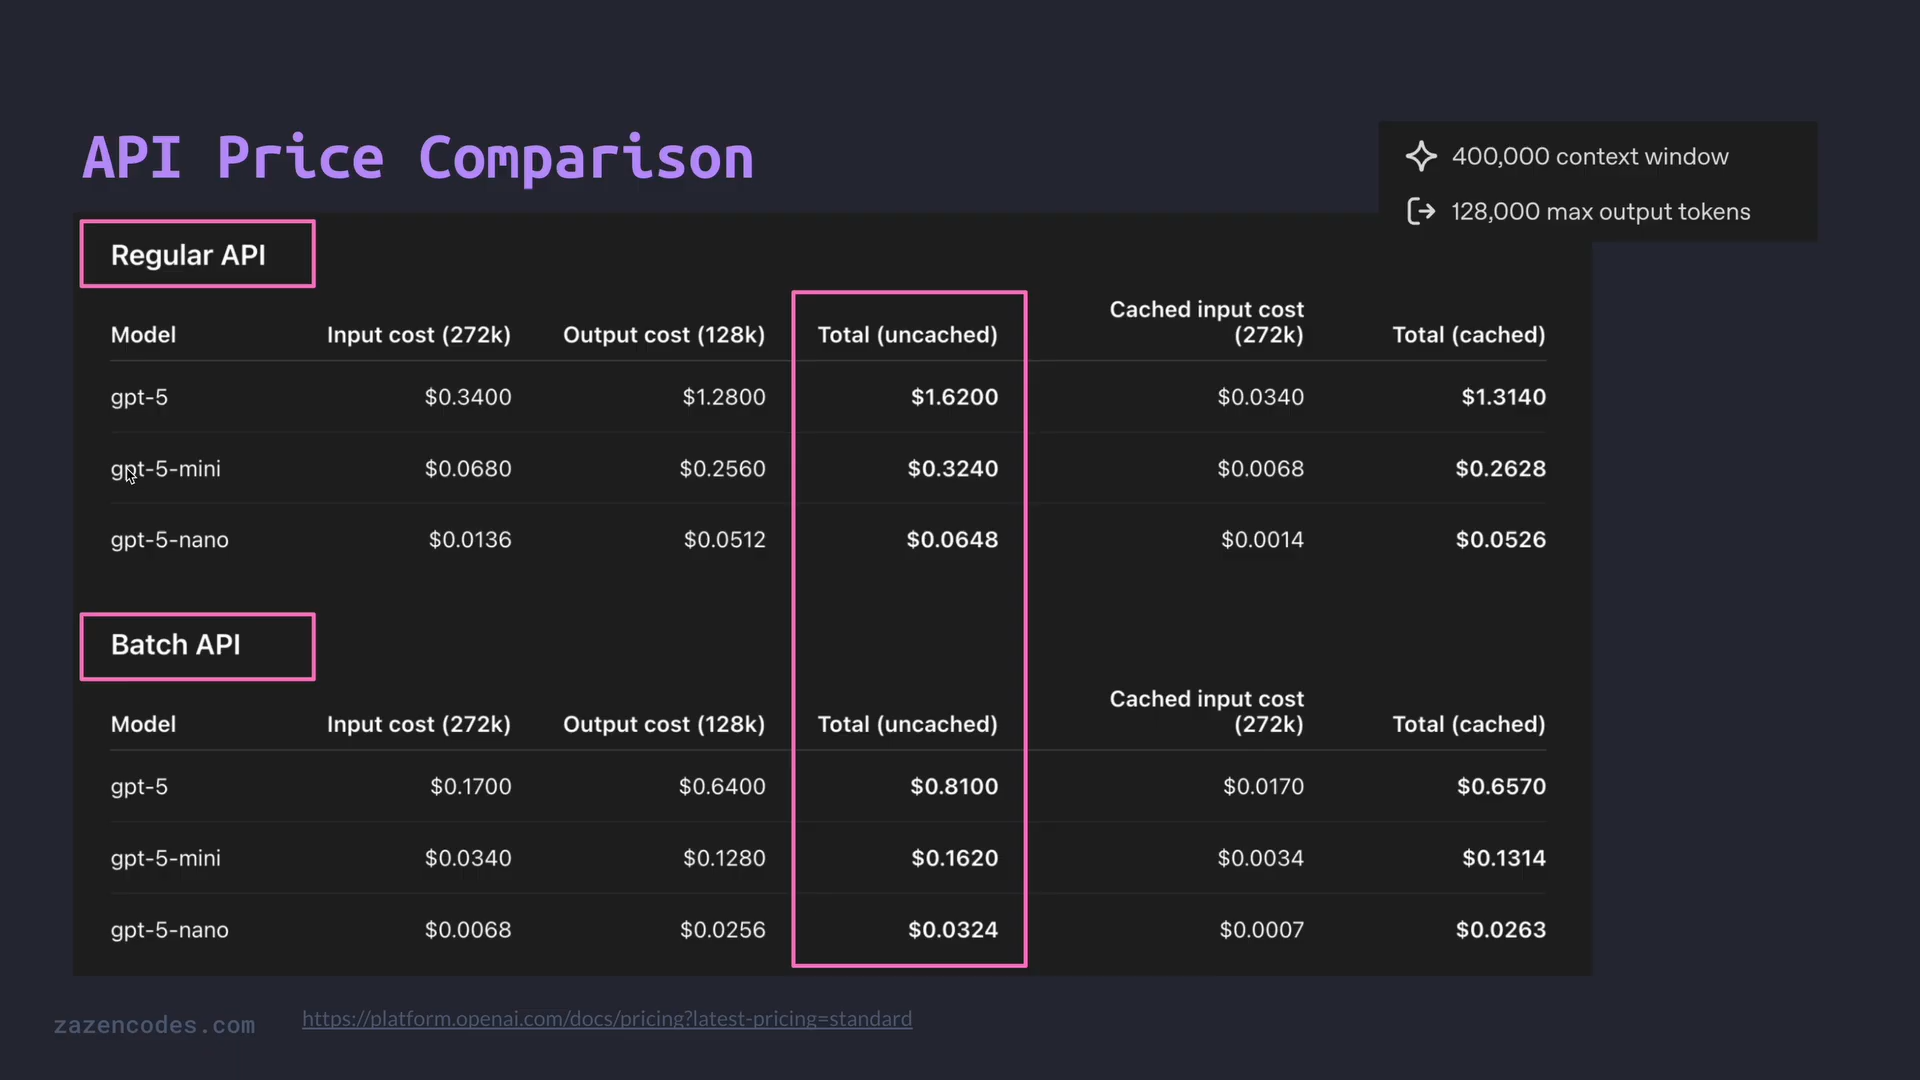 API Price Comparison
400,000 context window
128,000 max output tokens
Regular API
Model Input cost (272k) Output cost (128k) Total (uncached) Cached input cost (272k) Total (cached)
gpt-5 $0.3400 $1.2800 $1.6200 $0.0340 $1.3140
gpt-5-mini $0.0680 $0.2560 $0.3240 $0.0068 $0.2628
gpt-5-nano $0.0136 $0.0512 $0.0648 $0.0014 $0.0526
Batch API
Model Input cost (272k) Output cost (128k) Total (uncached) Cached input cost (272k) Total (cached)
gpt-5 $0.1700 $0.6400 $0.8100 $0.0170 $0.6570
gpt-5-mini $0.0340 $0.1280 $0.1620 $0.0034 $0.1314
gpt-5-nano $0.0068 $0.0256 $0.0324 $0.0007 $0.0263
zazencodes.com https://platform.openai.com/docs/pricing?latest-pricing=standard